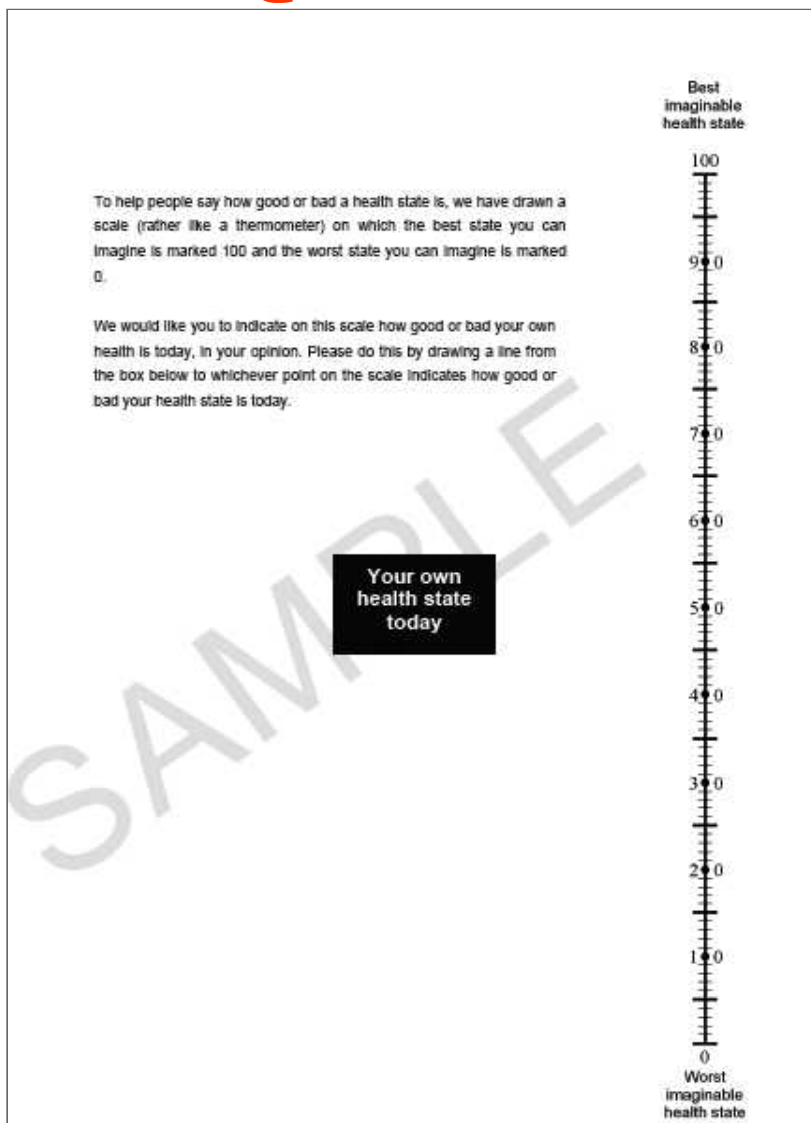 Best
imaginable
health state
100
To help people say how good or bad a health state is, we have drawn a
scale (rather like a thermometer) on which the best state you can
imagine is marked 100 and the worst state you can imagine is marked
0.
90
We would like you to indicate on this scale how good or bad your own
health is today, in your opinion. Please do this by drawing a line from
the box below to whichever point on the scale indicates how good or
bad your health state is today.
80
70
60
Your own
health state
today
50
40
30
20
10
0
Worst
imaginable
health state
SAMPLE